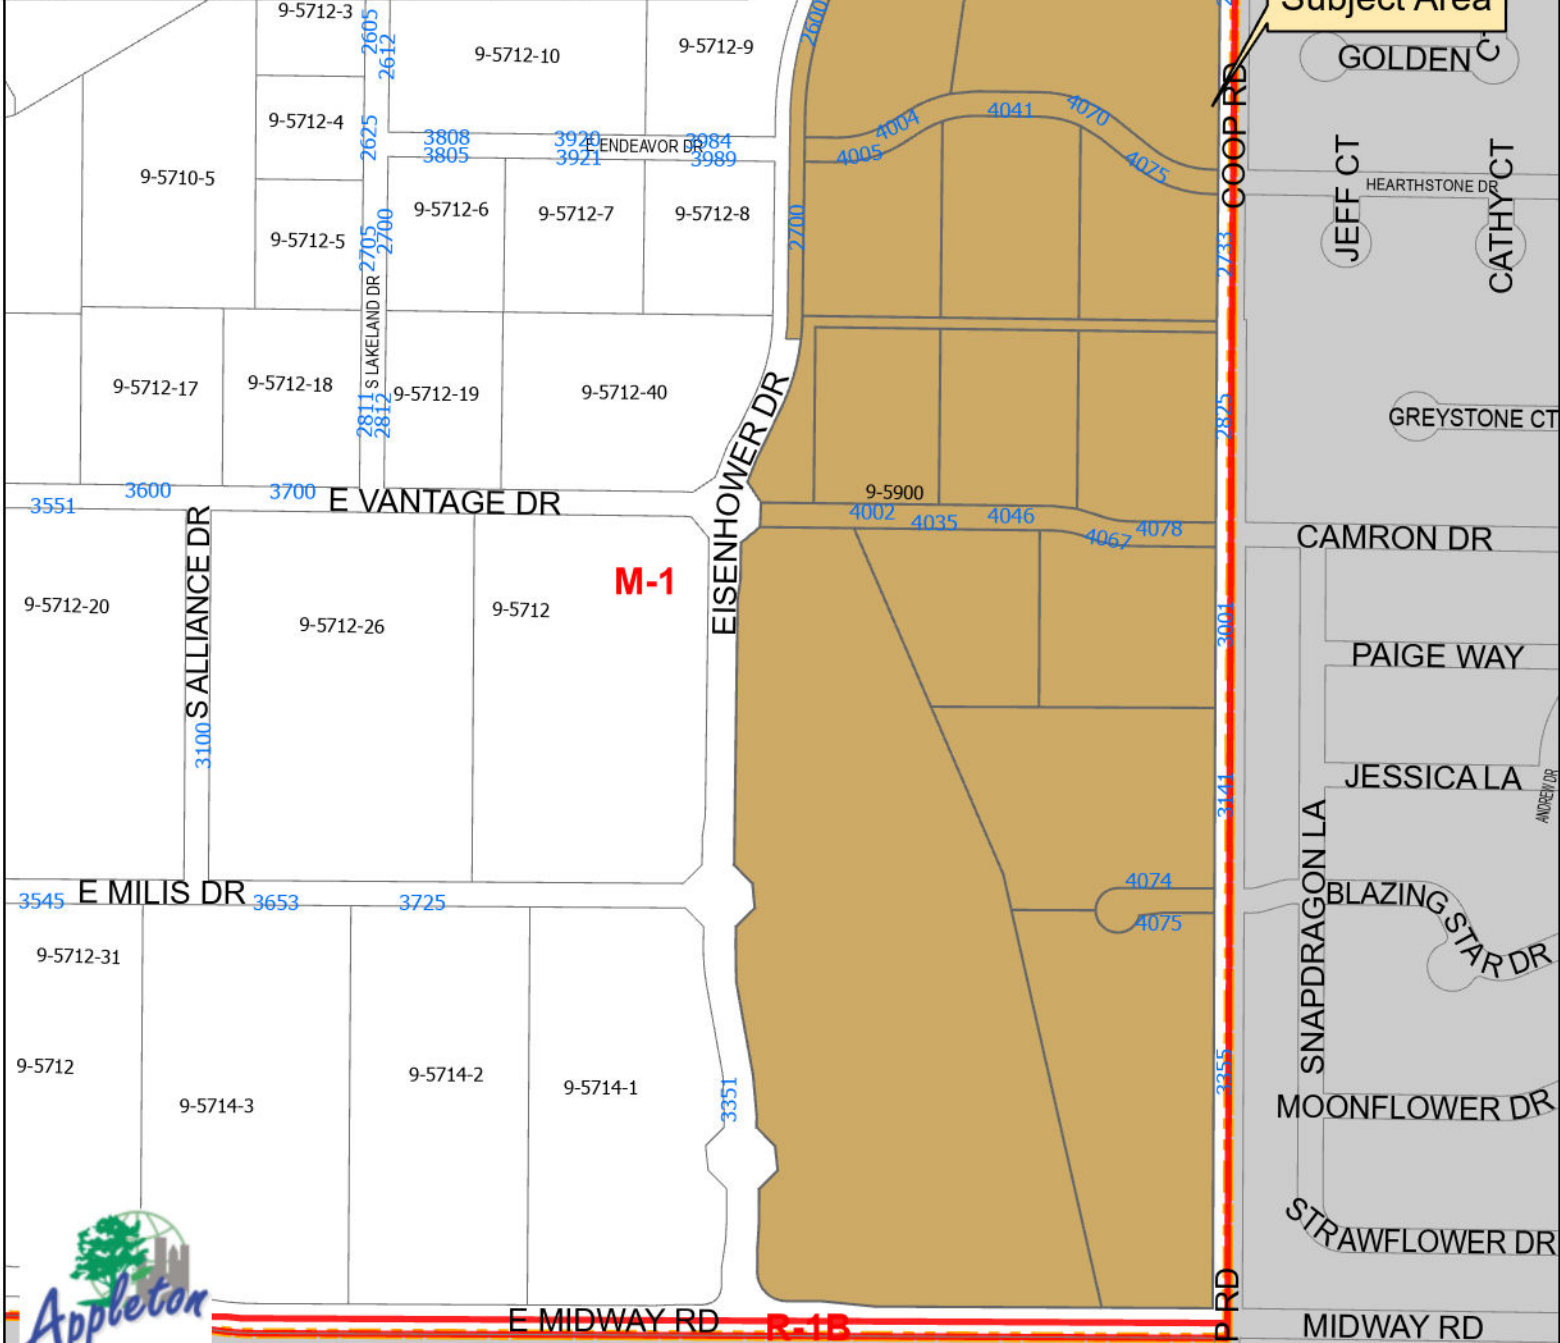 Subject Area
9-5712-3
2605
2612
9-5712-10
9-5712-9
2600
GOLDEN
CT
9-5712-4
2625
3808
3920
3984
E ENDEAVOR DR
3805
3921
3989
4004
4041
4070
4005
4075
COOP RD
JEFF CT
HEARTHSTONE DR
CATHY CT
9-5710-5
9-5712-6
9-5712-7
9-5712-8
9-5712-5
2705
2700
2700
2733
S LAKELAND DR
9-5712-17
9-5712-18
9-5712-19
9-5712-40
2811
2812
EISENHOWER DR
2825
GREYSTONE CT
3551
3600
3700
E VANTAGE DR
9-5900
4002
4035
4046
4067
4078
CAMRON DR
S ALLIANCE DR
M-1
9-5712-20
9-5712-26
9-5712
3001
PAIGE WAY
3100
3141
JESSICA LA
ANDREW DR
SNAPDRAGON LA
3545
E MILIS DR
3653
3725
4074
4075
BLAZING STAR DR
9-5712-31
9-5712
9-5714-3
9-5714-2
9-5714-1
3351
3355
MOONFLOWER DR
STRAWFLOWER DR
Appleton
E MIDWAY RD
R-1B
P RD
MIDWAY RD